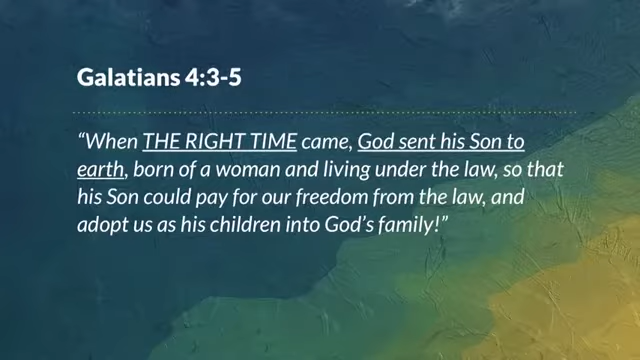 Galatians 4:3-5
“When THE RIGHT TIME came, God sent his Son to
earth, born of a woman and living under the law, so that
his Son could pay for our freedom from the law, and
adopt us as his children into God’s family!”